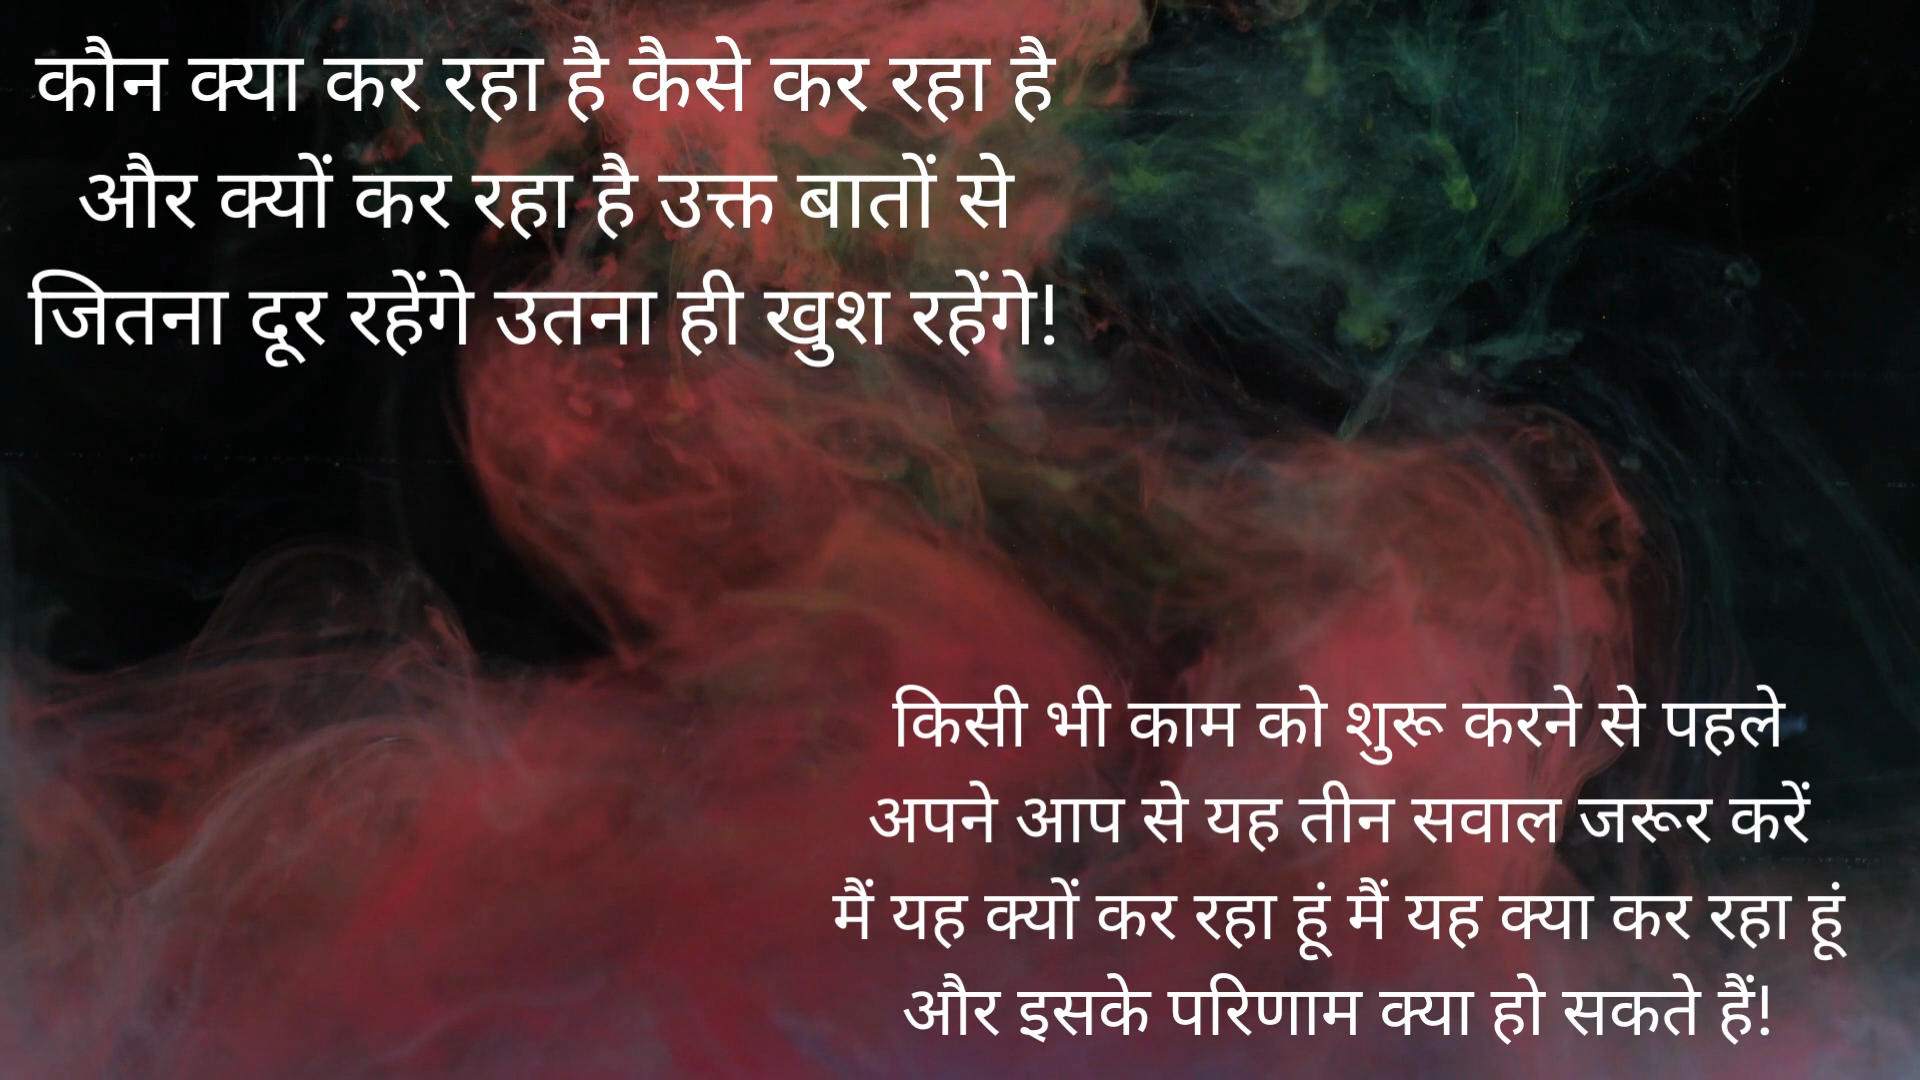 कौन क्या कर रहा है कैसे कर रहा है
और क्यों कर रहा है उक्त बातों से
जितना दूर रहेंगे उतना ही खुश रहेंगे!
किसी भी काम को शुरू करने से पहले
अपने आप से यह तीन सवाल जरूर करें
मैं यह क्यों कर रहा हूं मैं यह क्या कर रहा हूं
और इसके परिणाम क्या हो सकते हैं!